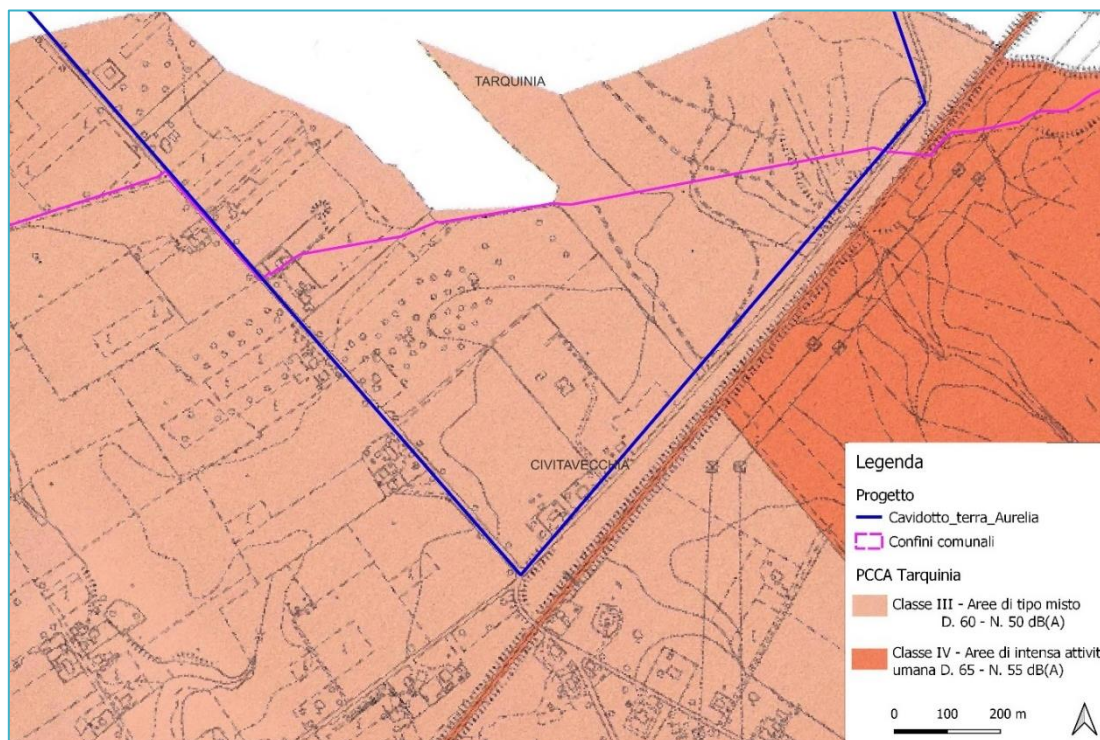 TARQUINIA
CIVITAVECCHIA
Legenda
Progetto
Cavidotto_terra_Aurelia
Confini comunali
PCCA Tarquinia
Classe III - Aree di tipo misto
D. 60 - N. 50 dB(A)
Classe IV - Aree di intensa attivit
umana D. 65 - N. 55 dB(A)
0 100 200 m